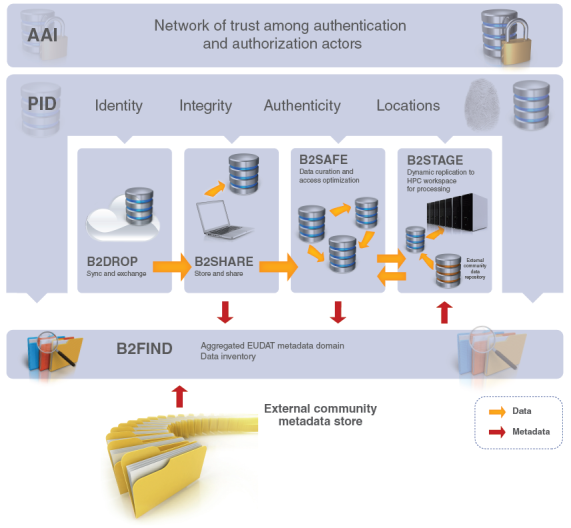 AAI
Network of trust among authentication
and authorization actors
PID
Identity
Integrity
Authenticity
Locations
B2DROP
Sync and exchange
B2SHARE
Store and share
B2SAFE
Data curation and
access optimization
B2STAGE
Dynamic replication to
HPC workspace
for processing
External
community
data
repository
B2FIND
Aggregated EUDAT metadata domain
Data inventory
External community
metadata store
Data
Metadata